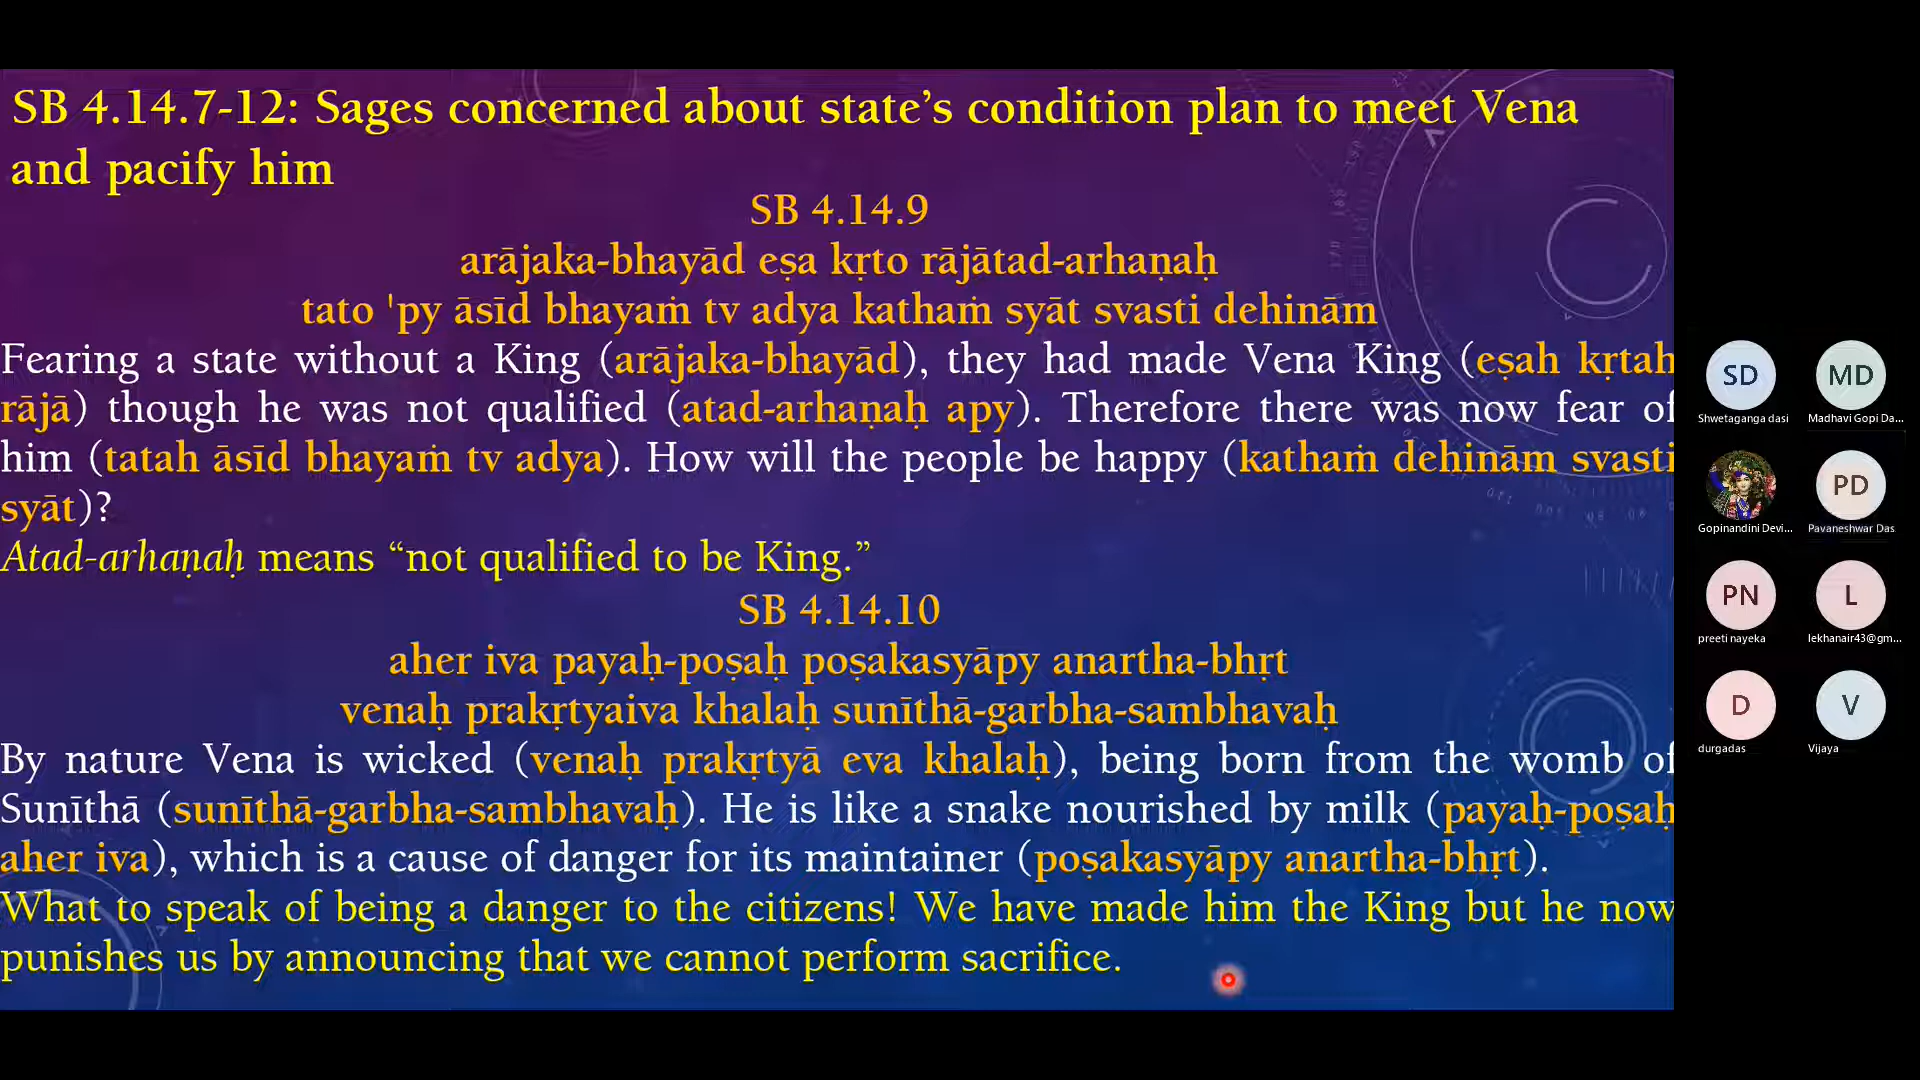 SB 4.14.7-12: Sages concerned about state’s condition plan to meet Vena
and pacify him
SB 4.14.9
arājaka-bhayād eṣa kṛto rājātad-arhaṇaḥ
tato 'py āsīd bhayaṁ tv adya kathaṁ syāt svasti dehinām
Fearing a state without a King (arājaka-bhayād), they had made Vena King (eṣah kṛtaḥ
rājā) though he was not qualified (atad-arhaṇaḥ apy). Therefore there was now fear of
him (tatah āsīd bhayaṁ tv adya). How will the people be happy (kathaṁ dehinām svasti
syāt)?
Atad-arhaṇaḥ means “not qualified to be King.”
SB 4.14.10
aher iva payaḥ-poṣaḥ poṣakasyāpy anartha-bhṛt
venaḥ prakṛtyaiva khalaḥ sunīthā-garbha-sambhavaḥ
By nature Vena is wicked (venaḥ prakṛtyā eva khalaḥ), being born from the womb of
Sunīthā (sunīthā-garbha-sambhavaḥ). He is like a snake nourished by milk (payaḥ-poṣaḥ
aher iva), which is a cause of danger for its maintainer (poṣakasyāpy anartha-bhṛt).
What to speak of being a danger to the citizens! We have made him the King but he now
punishes us by announcing that we cannot perform sacrifice.
SD MD
Shwetaganga dasi Madhavi Gopi Da...
PD
Gopinandini Devi... Pavaneshwar Das
PN L
preeti nayeka lekhanair43@gm...
D V
durgadas Vijaya